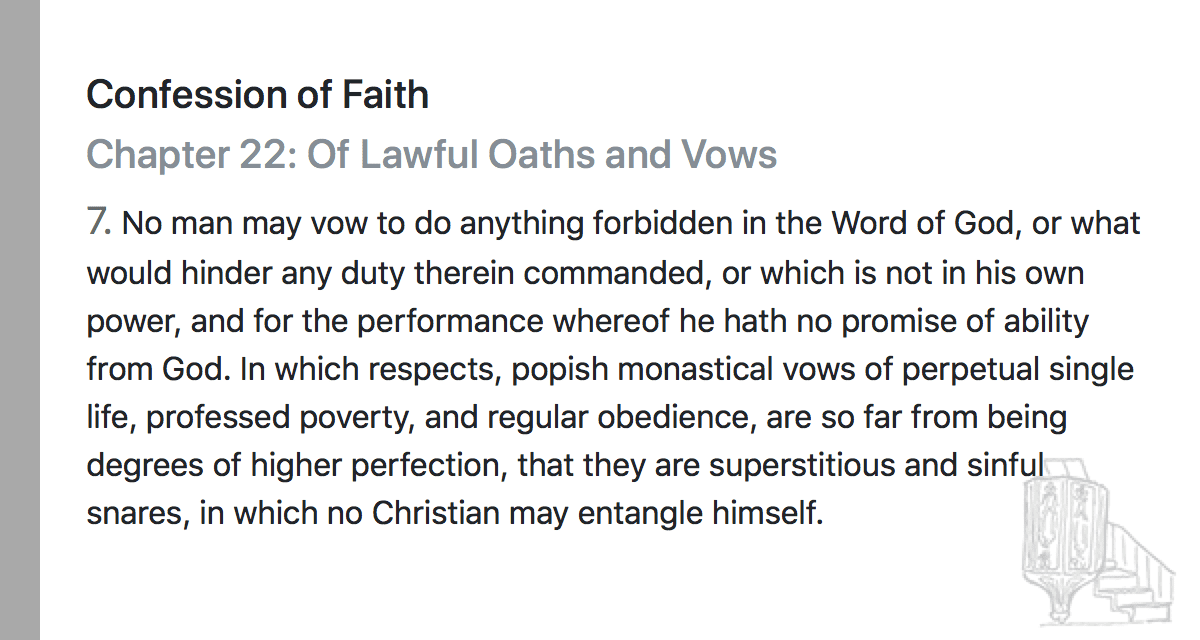 Confession of Faith
Chapter 22: Of Lawful Oaths and Vows
7. No man may vow to do anything forbidden in the Word of God, or what
would hinder any duty therein commanded, or which is not in his own
power, and for the performance whereof he hath no promise of ability
from God. In which respects, popish monastical vows of perpetual single
life, professed poverty, and regular obedience, are so far from being
degrees of higher perfection, that they are superstitious and sinful
snares, in which no Christian may entangle himself.